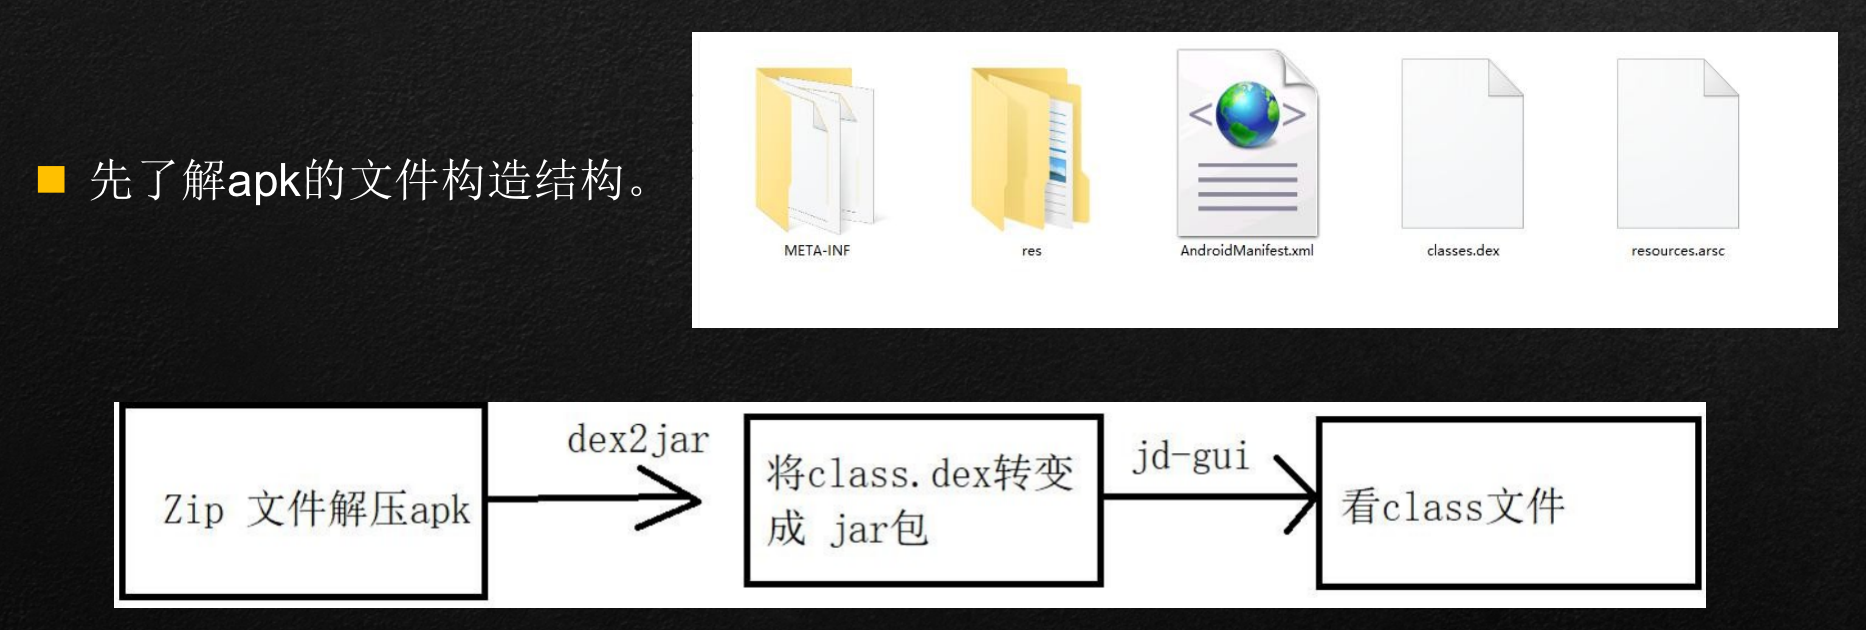 先了解apk的文件构造结构。
META-INF
res
AndroidManifest.xml
classes.dex
resources.arsc
Zip 文件解压apk
dex2jar
将class.dex转变
成 jar包
jd-gui
看class文件